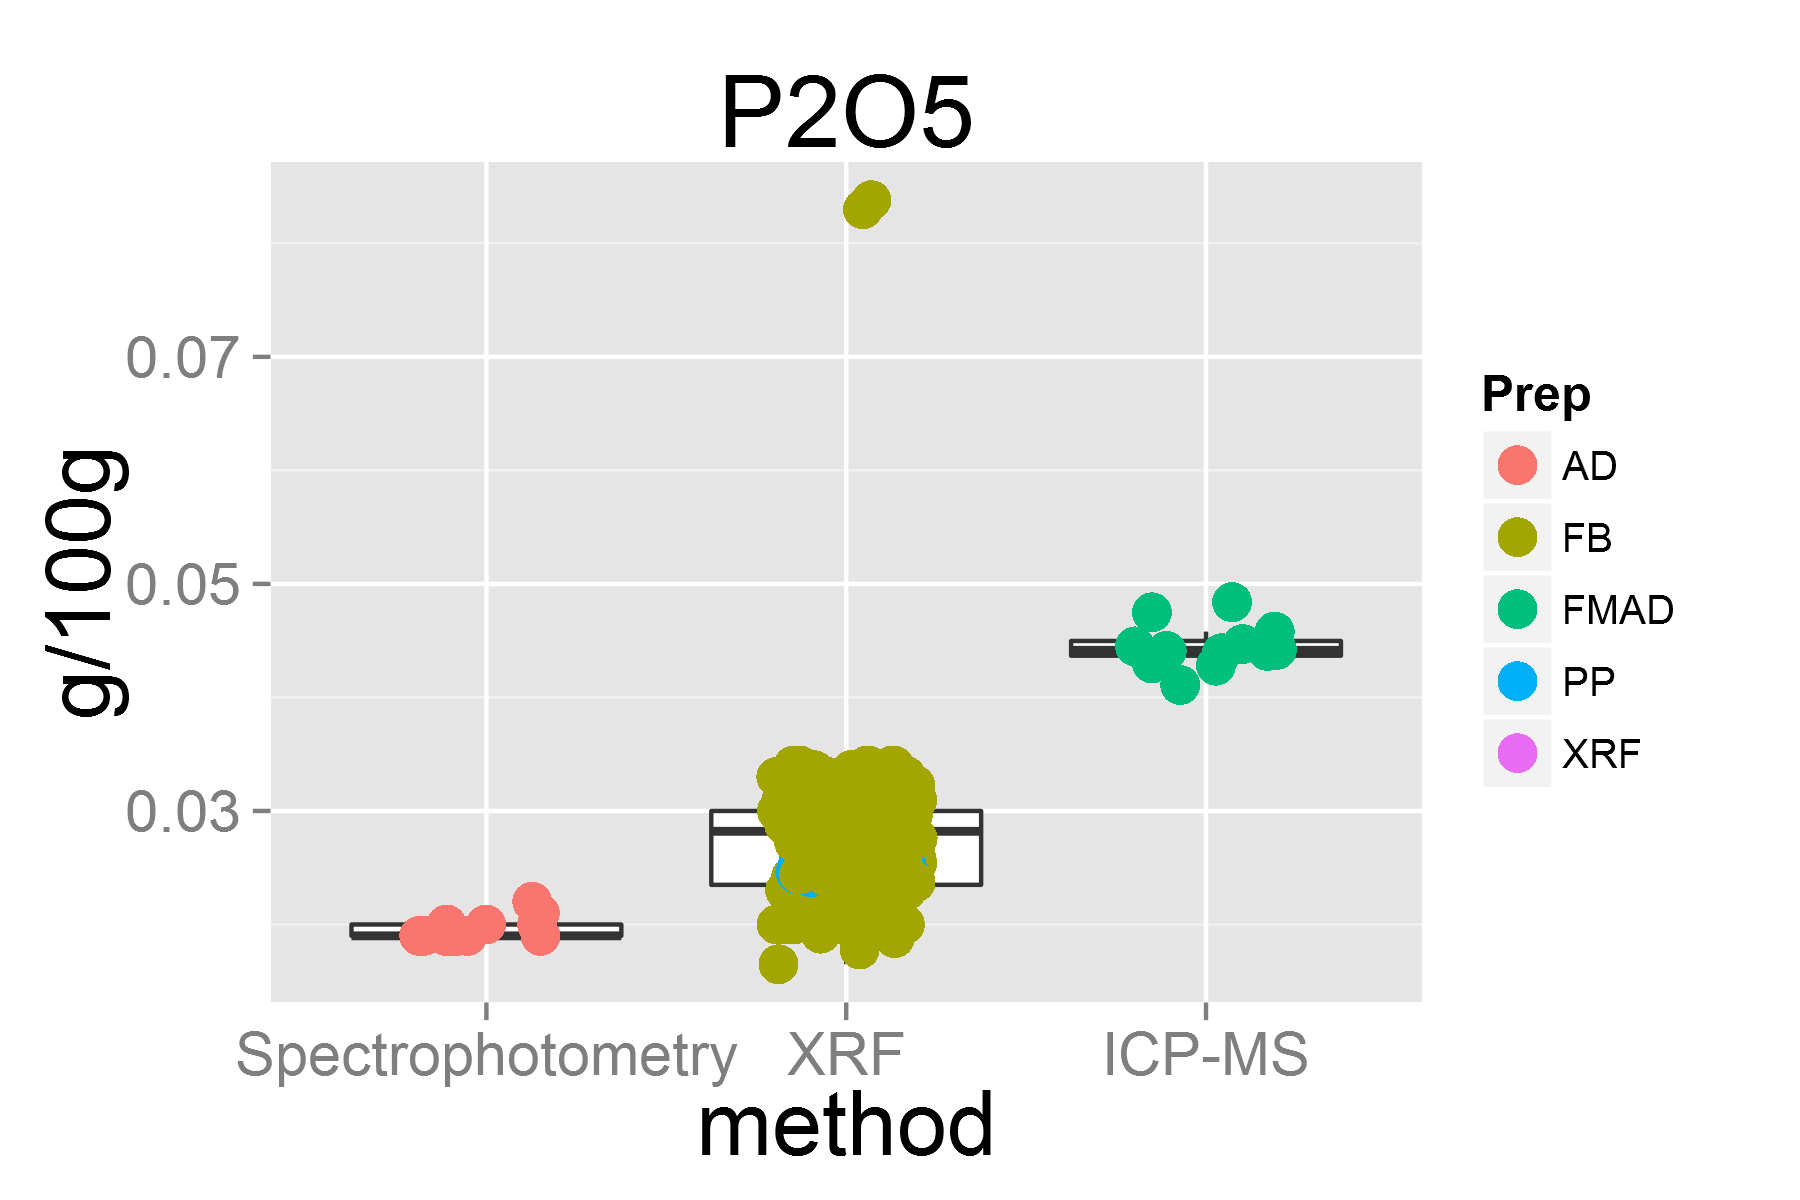 P2O5
g/100g
0.07
0.05
0.03
Spectrophotometry XRF ICP-MS
method
Prep
AD
FB
FMAD
PP
XRF